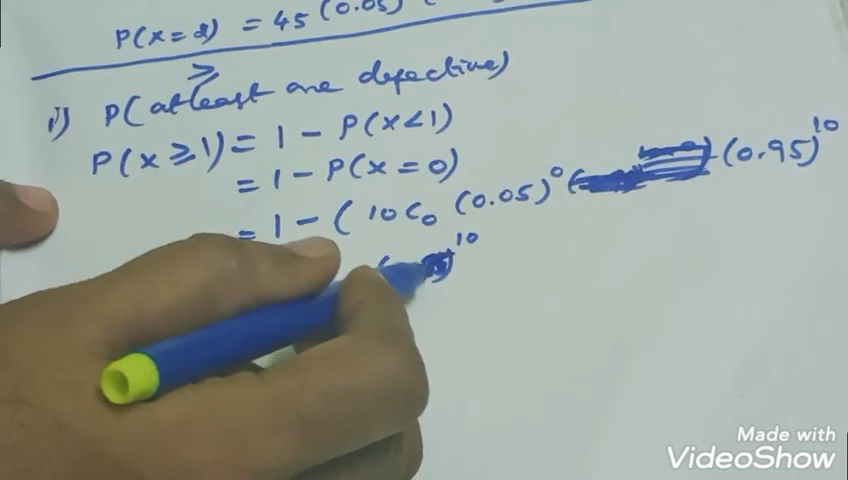 P(x=2) = 45 (0.05)
i) P(atleast one defective)
P(x≥1) = 1 - P(x<1)
= 1 - P(x=0)
= 1 - ( 10C₀ (0.05)⁰ (0.95)¹⁰
10
Made with
VideoShow